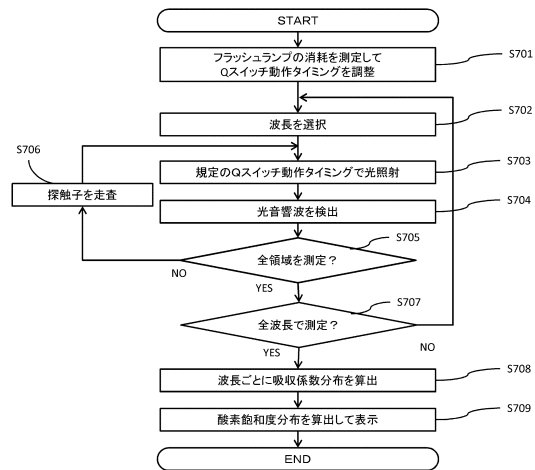 START
フラッシュランプの消耗を測定して
Qスイッチ動作タイミングを調整
S701
波長を選択
S702
S706
探触子を走査
規定のQスイッチ動作タイミングで光照射
S703
光音響波を検出
S704
全領域を測定？
S705
NO
YES
全波長で測定？
S707
YES
NO
波長ごとに吸収係数分布を算出
S708
酸素飽和度分布を算出して表示
S709
END